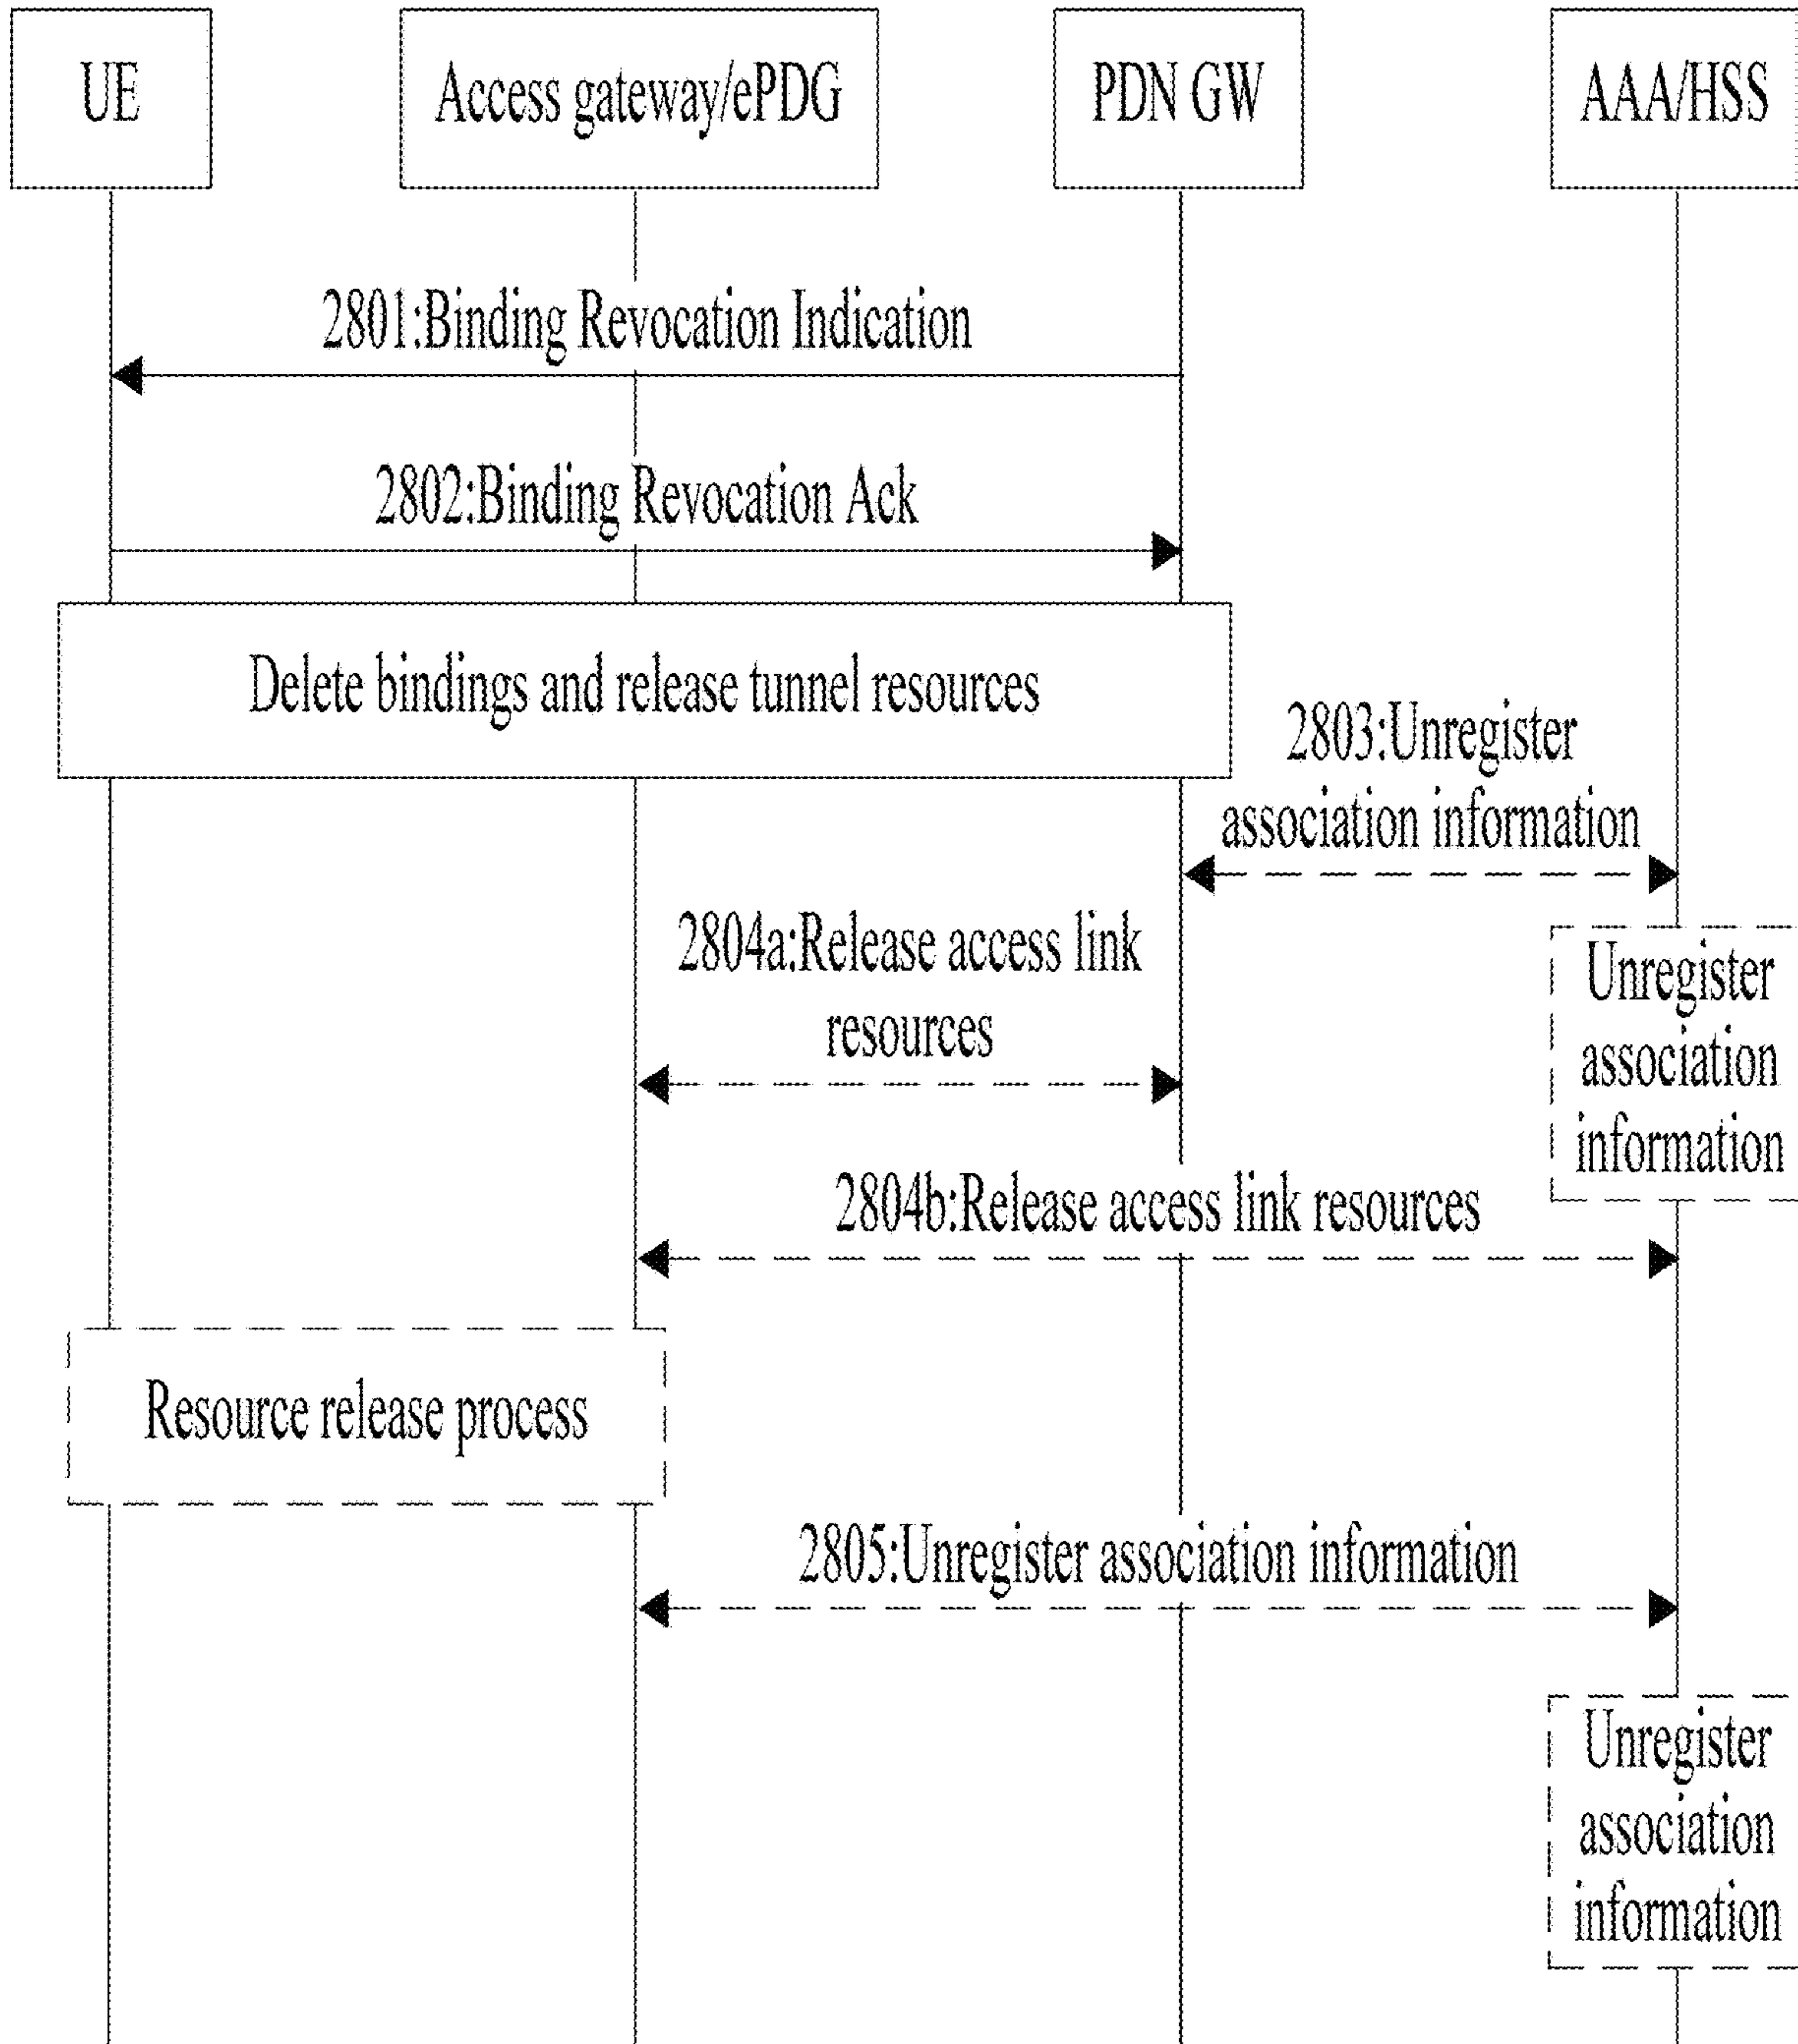 UE
Access gateway/ePDG
PDN GW
AAA/HSS
2801:Binding Revocation Indication
2802:Binding Revocation Ack
Delete bindings and release tunnel resources
2803:Unregister
association information
2804a:Release access link
resources
Unregister
association
information
2804b:Release access link resources
Resource release process
2805:Unregister association information
Unregister
association
information